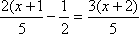 2(x+1/5 − 1/2 = 3(x+2)/5